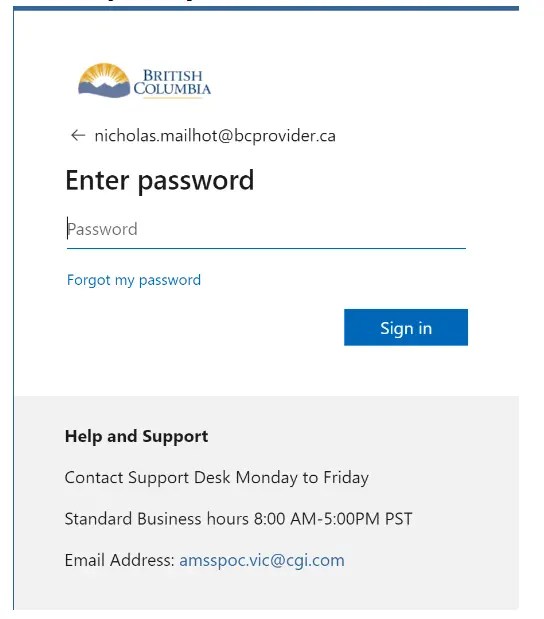 BRITISH
COLUMBIA
nicholas.mailhot@bcprovider.ca
Enter password
Password
Forgot my password
Sign in
Help and Support
Contact Support Desk Monday to Friday
Standard Business hours 8:00 AM-5:00PM PST
Email Address: amsspoc.vic@cgi.com